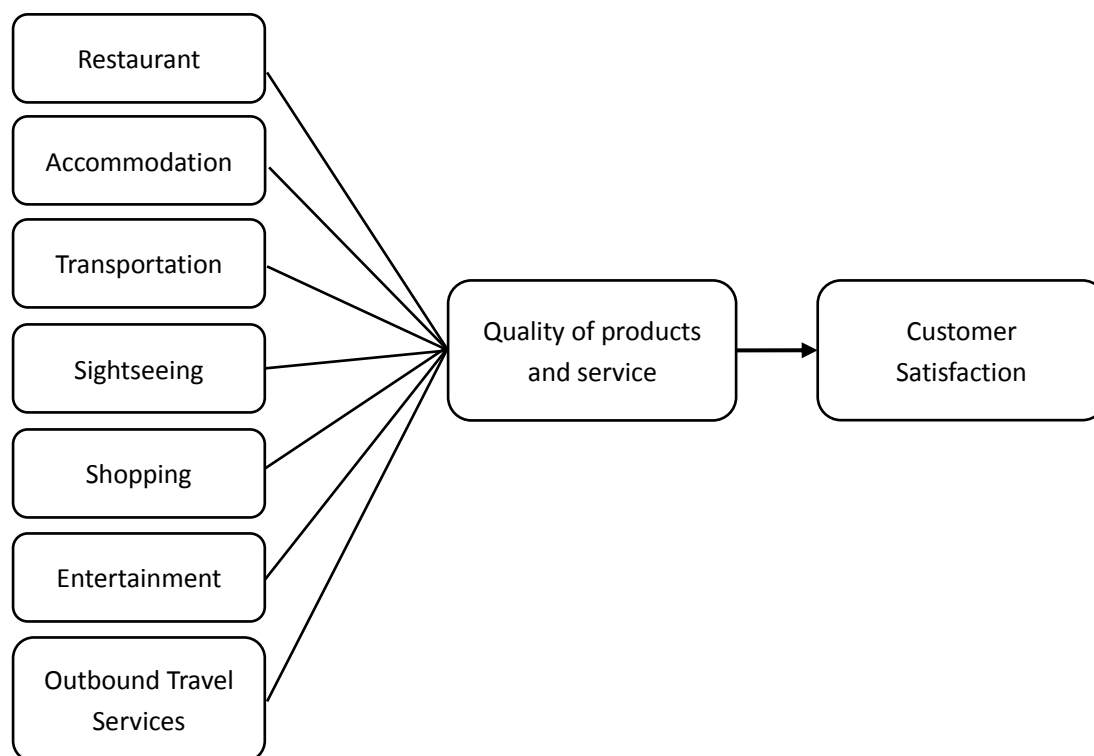 Restaurant
Accommodation
Transportation
Sightseeing
Shopping
Entertainment
Outbound Travel
Services
Quality of products
and service
Customer
Satisfaction